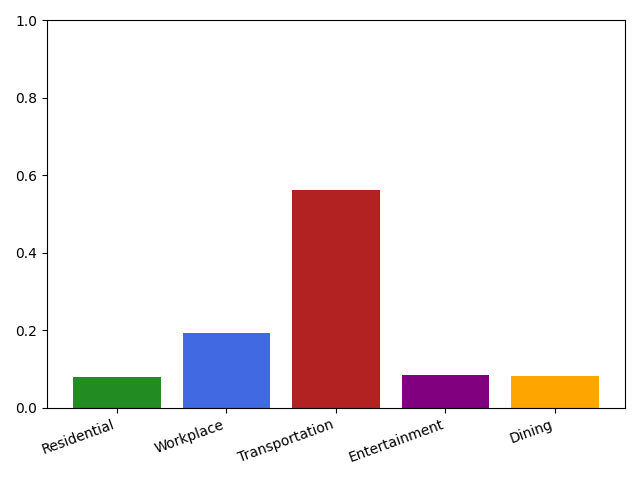 1.0
0.8
0.6
0.4
0.2
0.0
Residential
Workplace
Transportation
Entertainment
Dining